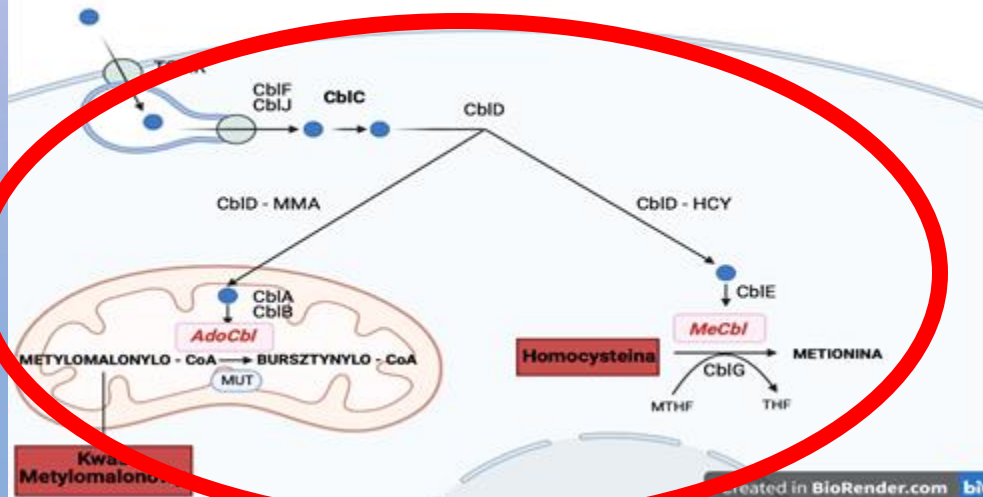 CblF
CblJ
CblC
CblD
CblD - MMA
CblD - HCY
CblA
CblB
CblE
AdoCbl
MeCbl
METYLOMALONYLO - CoA
BURSZTYNYLO - CoA
MUT
Homocysteina
METIONINA
CblG
MTHF
THF
Metylomalonowy
Created in BioRender.com